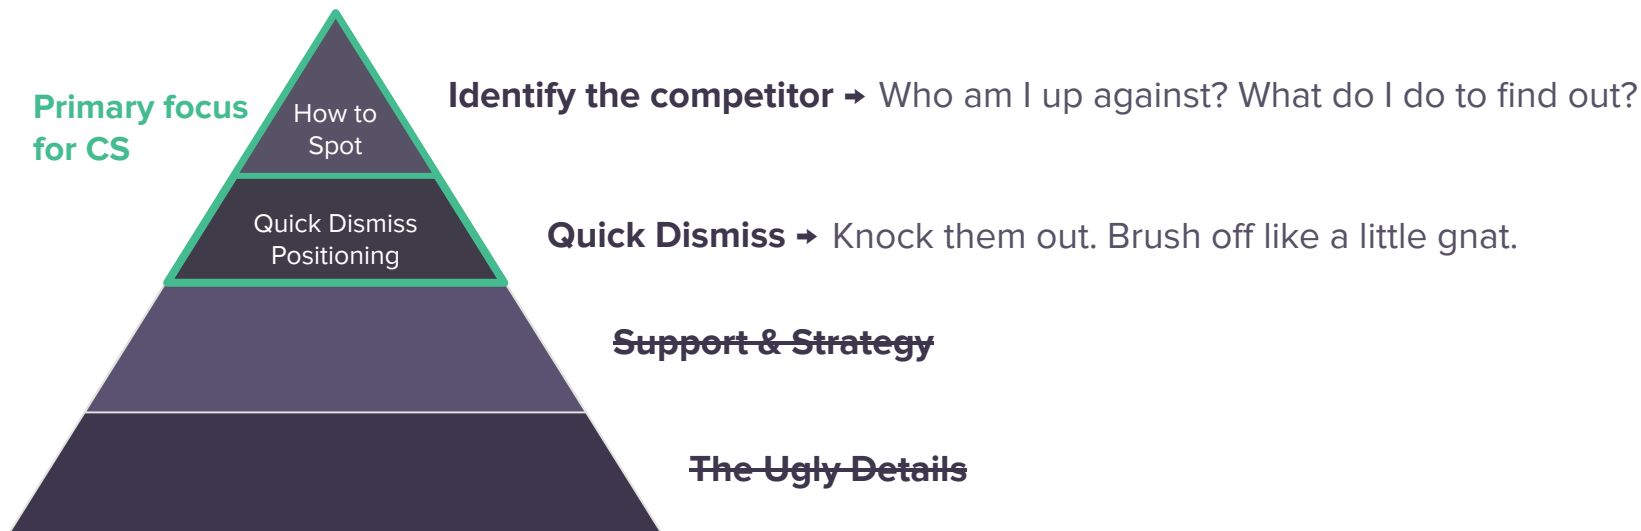 Primary focus
for CS
How to
Spot
Identify the competitor → Who am I up against? What do I do to find out?
Quick Dismiss
Positioning
Quick Dismiss → Knock them out. Brush off like a little gnat.
Support & Strategy
The Ugly Details